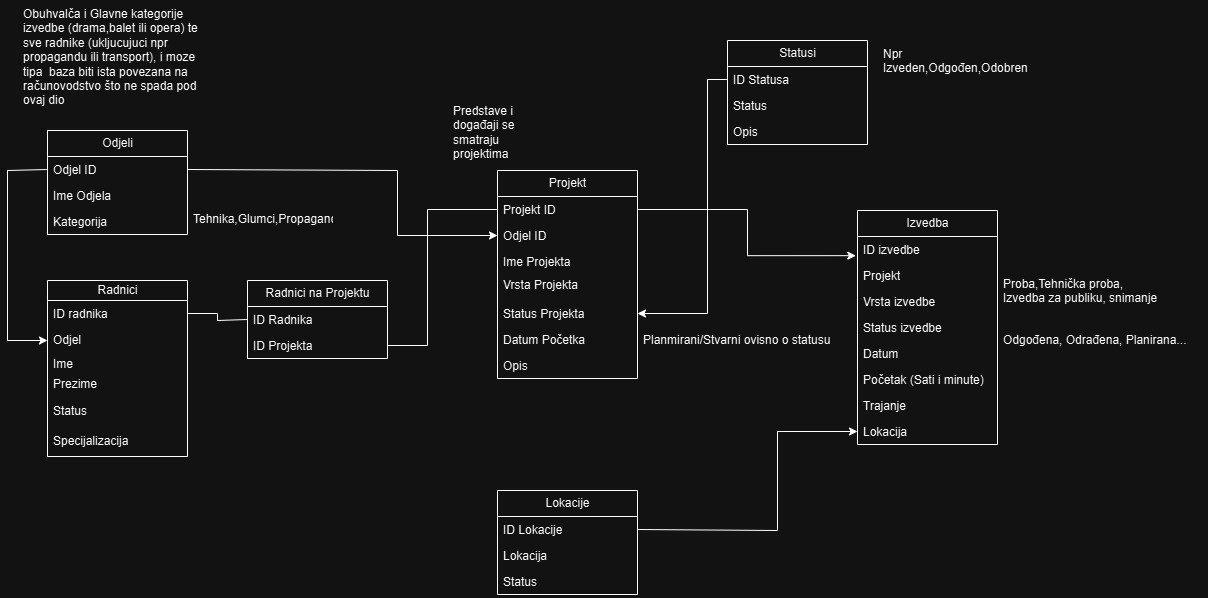 Obuhvalča i Glavne kategorije
izvedbe (drama,balet ili opera) te
sve radnike (ukljucujuci npr
propagandu ili transport), i moze
tipa baza biti ista povezana na
računovodstvo što ne spada pod
ovaj dio
Odjeli
Odjel ID
Ime Odjela
Kategorija
Tehnika,Glumci,Propagand
Radnici
ID radnika
Odjel
Ime
Prezime
Status
Specijalizacija
Radnici na Projektu
ID Radnika
ID Projekta
Predstave i
događaji se
smatraju
projektima
Projekt
Projekt ID
Odjel ID
Ime Projekta
Vrsta Projekta
Status Projekta
Datum Početka
Opis
Planmirani/Stvarni ovisno o statusu
Statusi
ID Statusa
Status
Opis
Npr
Izveden,Odgođen,Odobren
Izvedba
ID izvedbe
Projekt
Vrsta izvedbe
Status izvedbe
Datum
Početak (Sati i minute)
Trajanje
Lokacija
Proba,Tehnička proba,
Izvedba za publiku, snimanje
Odgođena, Odrađena, Planirana...
Lokacije
ID Lokacije
Lokacija
Status